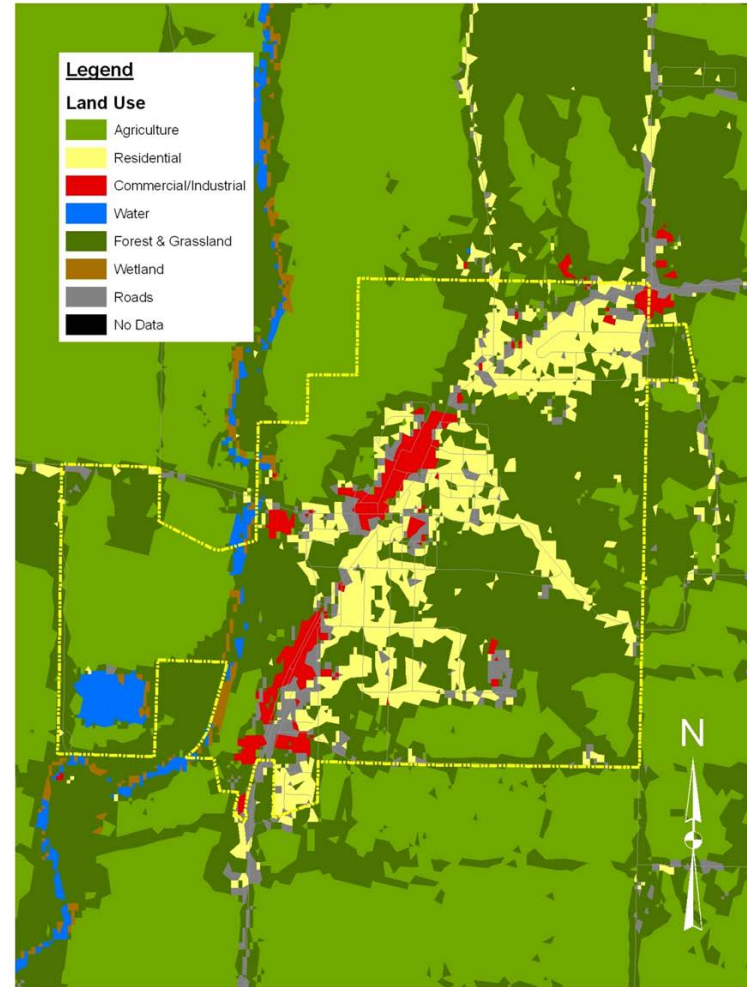 Legend
Land Use
Agriculture
Residential
Commercial/Industrial
Water
Forest & Grassland
Wetland
Roads
No Data
N